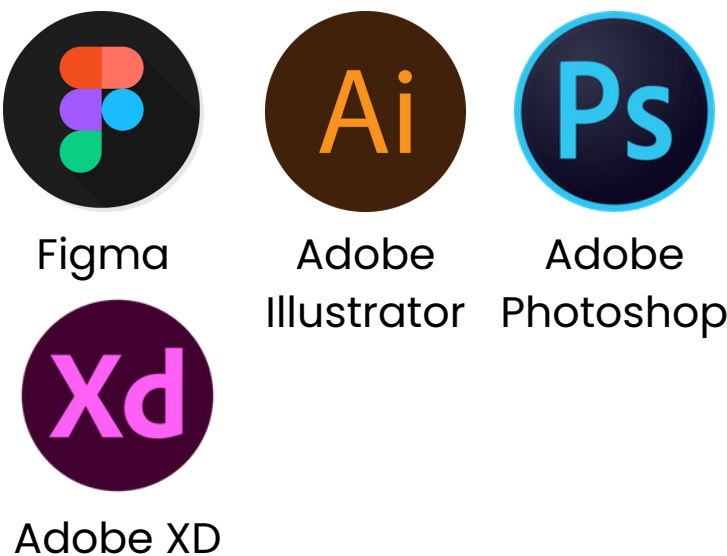 Ai
Ps
Figma
Adobe
Illustrator
Adobe
Photoshop
Xd
Adobe XD